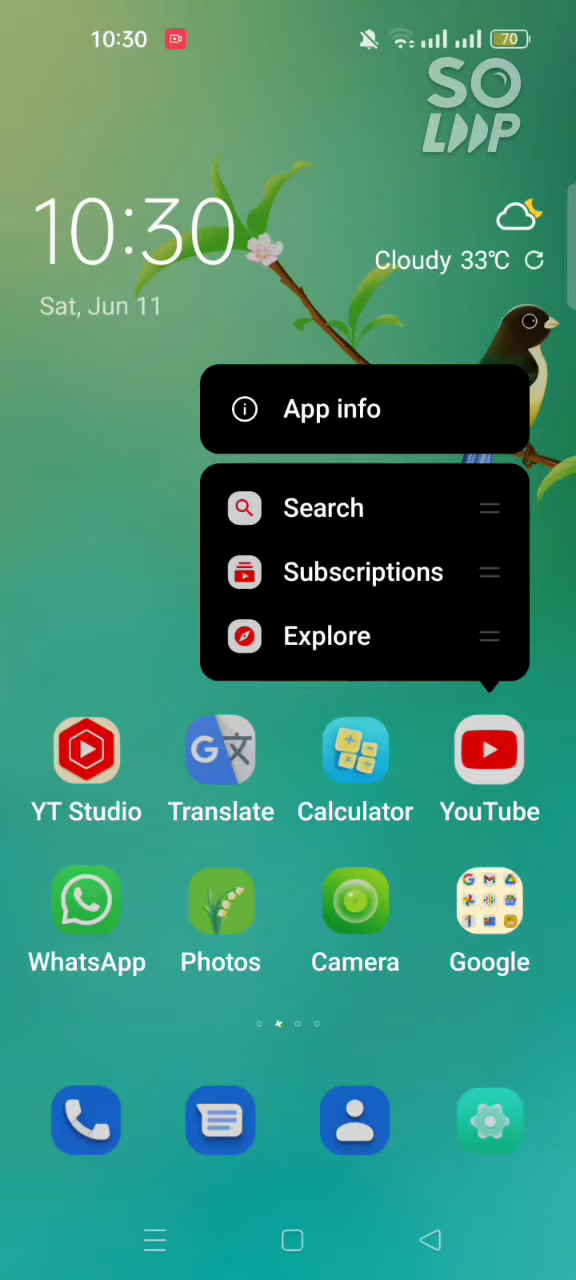 10:30
70
SO
LOOP
10:30
Cloudy 33℃
Sat, Jun 11
App info
Search
Subscriptions
Explore
YT Studio
Translate
Calculator
YouTube
WhatsApp
Photos
Camera
Google